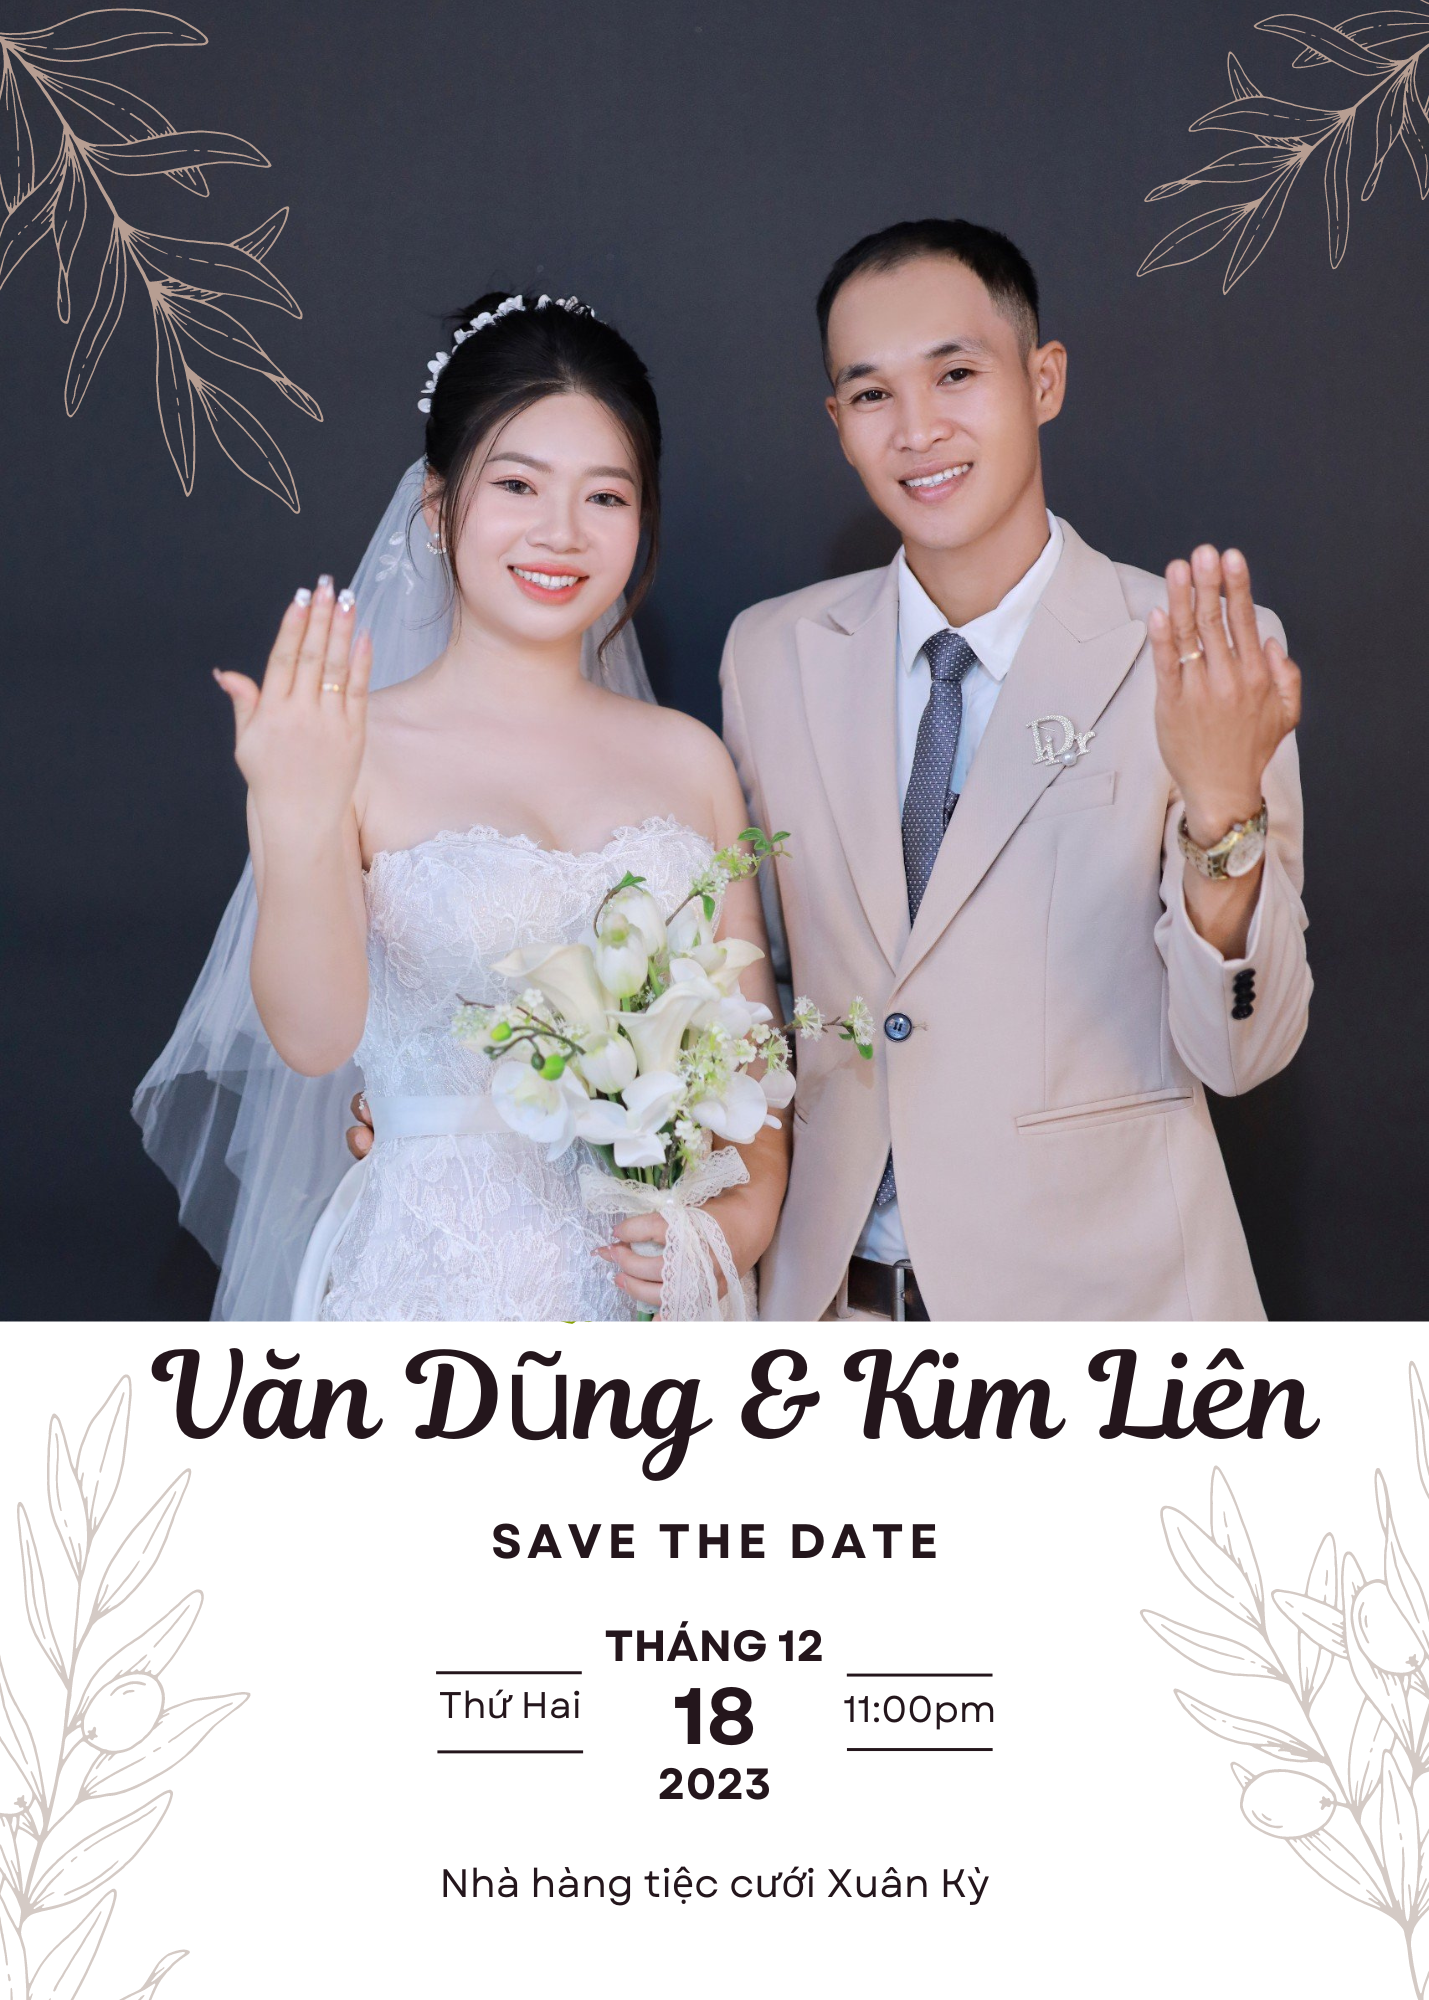 Dior
Văn Dũng & Kim Liên
SAVE THE DATE
THÁNG 12
Thứ Hai
18
11:00pm
2023
Nhà hàng tiệc cưới Xuân Kỳ